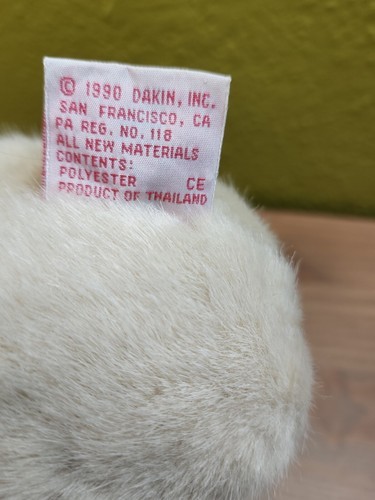 © 1990 DAKIN, INC.
SAN FRANCISCO, CA
PA REG. NO. 118
ALL NEW MATERIALS
CONTENTS:
POLYESTER CE
PRODUCT OF THAILAND